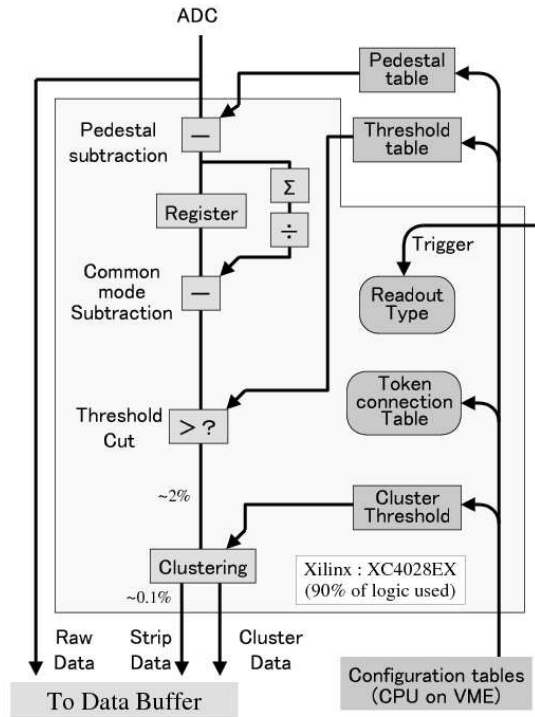 ADC
Pedestal
table
Pedestal
subtraction
—
Threshold
table
Σ
Register
÷
Trigger
Common
mode
Subtraction
—
Readout
Type
Token
connection
Table
Threshold
Cut
> ?
~2%
Cluster
Threshold
Clustering
Xilinx : XC4028EX
(90% of logic used)
~0.1%
Raw
Data
Strip
Data
Cluster
Data
Configuration tables
(CPU on VME)
To Data Buffer